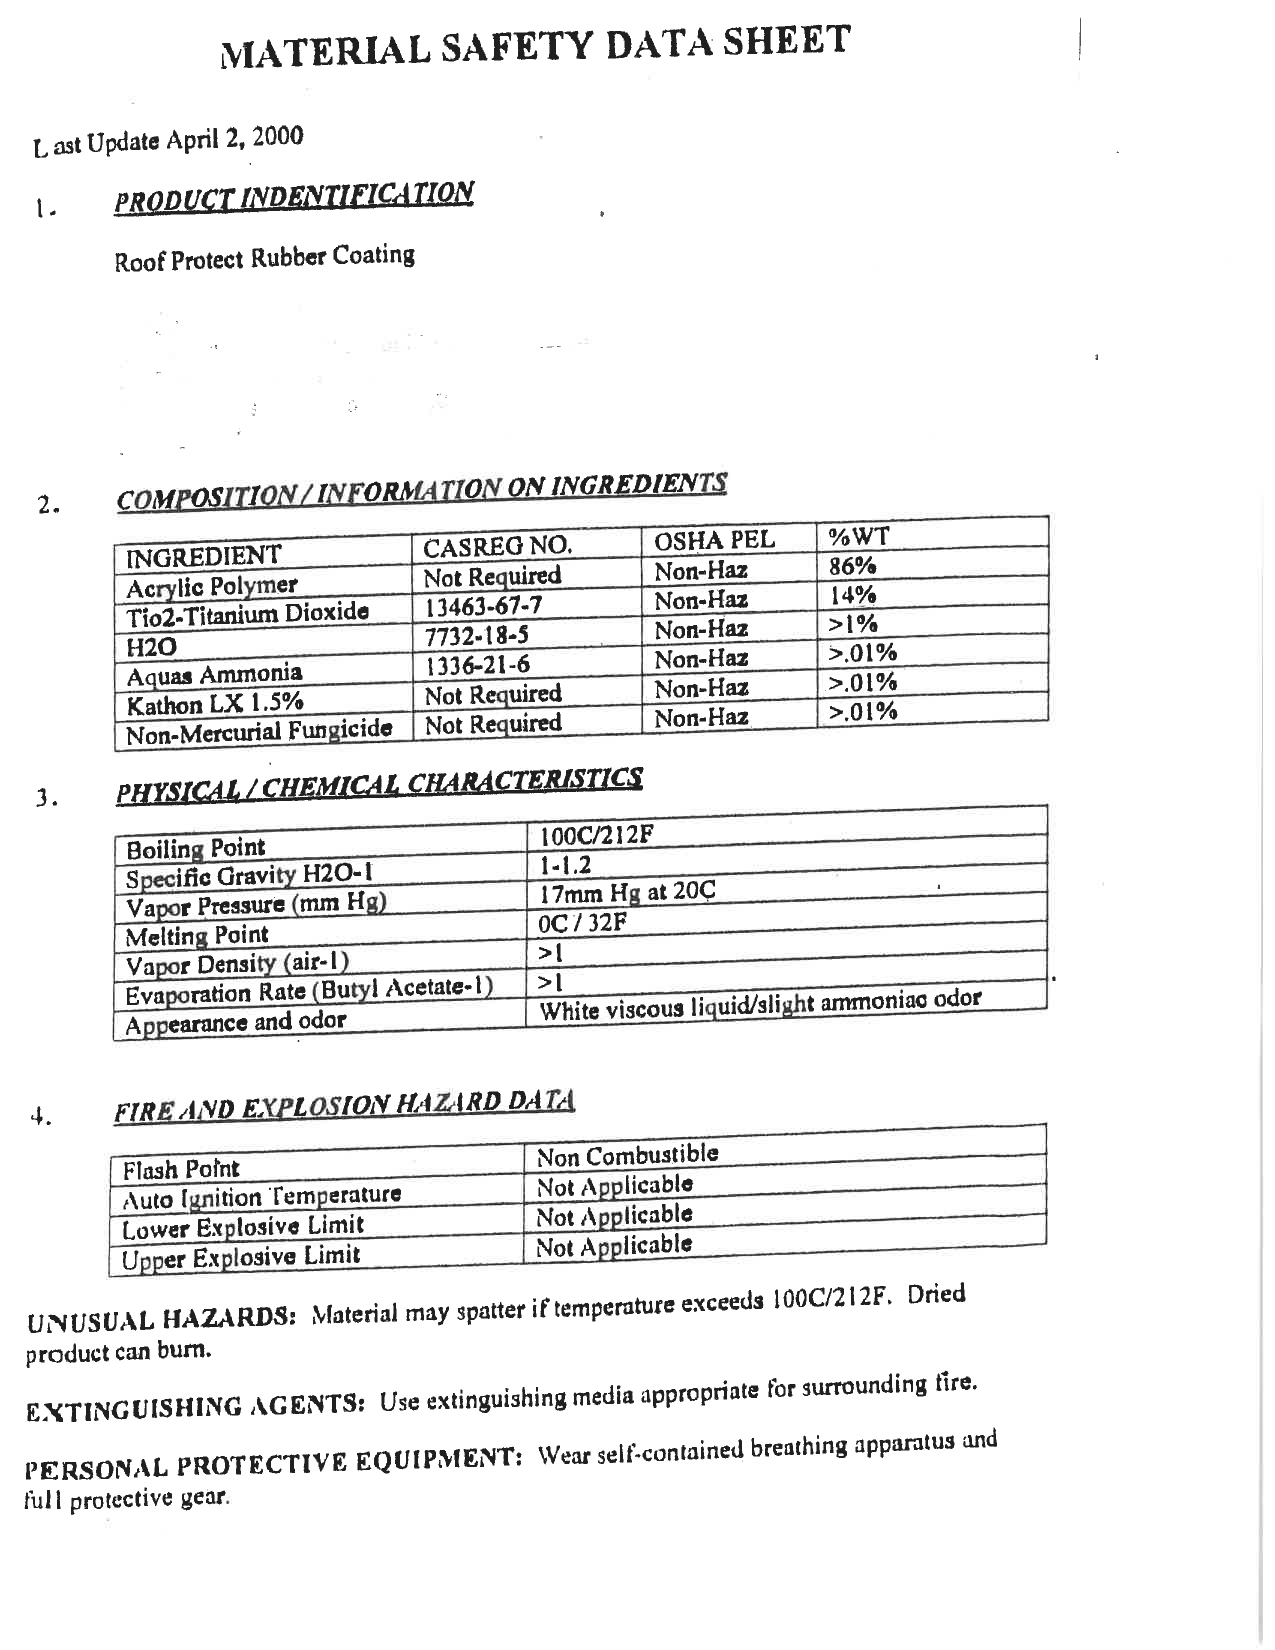 MATERIAL SAFETY DATA SHEET
Last Update April 2, 2000
1. PRODUCT INDENTIFICATION
Roof Protect Rubber Coating
2. COMPOSITION / INFORMATION ON INGREDIENTS
INGREDIENT CASREG NO. OSHA PEL %WT
Acrylic Polymer Not Required Non-Haz 86%
Tio2-Titanium Dioxide 13463-67-7 Non-Haz 14%
H2O 7732-18-5 Non-Haz >1%
Aquas Ammonia 1336-21-6 Non-Haz >.01%
Kathon LX 1.5% Not Required Non-Haz >.01%
Non-Mercurial Fungicide Not Required Non-Haz >.01%
3. PHYSICAL / CHEMICAL CHARACTERISTICS
Boiling Point 100C/212F
Specific Gravity H2O-1 1-1.2
Vapor Pressure (mm Hg) 17mm Hg at 20C
Melting Point 0C / 32F
Vapor Density (air-1) >1
Evaporation Rate (Butyl Acetate-1) >1
Appearance and odor White viscous liquid/slight ammoniac odor
4. FIRE AND EXPLOSION HAZARD DATA
Flash Point Non Combustible
Auto Ignition Temperature Not Applicable
Lower Explosive Limit Not Applicable
Upper Explosive Limit Not Applicable
UNUSUAL HAZARDS: Material may spatter if temperature exceeds 100C/212F. Dried
product can burn.
EXTINGUISHING AGENTS: Use extinguishing media appropriate for surrounding fire.
PERSONAL PROTECTIVE EQUIPMENT: Wear self-contained breathing apparatus and
full protective gear.